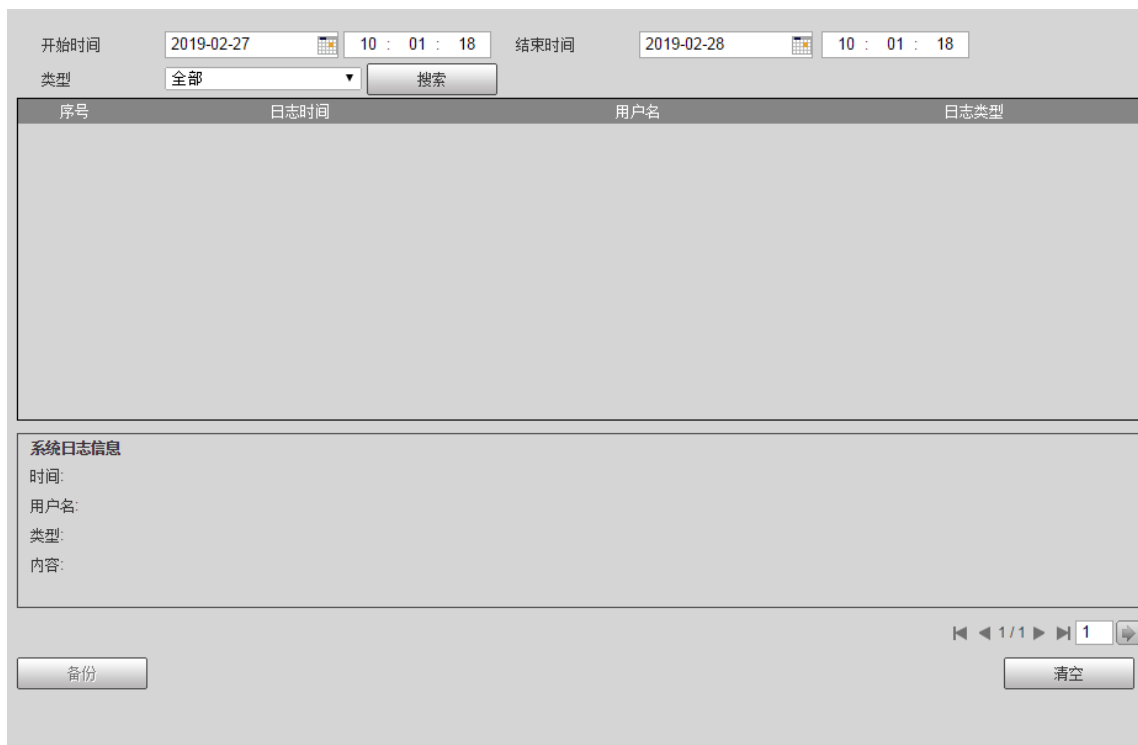 开始时间 2019-02-27 10 : 01 : 18 结束时间 2019-02-28 10 : 01 : 18
类型 全部 搜索
序号 日志时间 用户名 日志类型
系统日志信息
时间:
用户名:
类型:
内容:
1/1 1
备份 清空